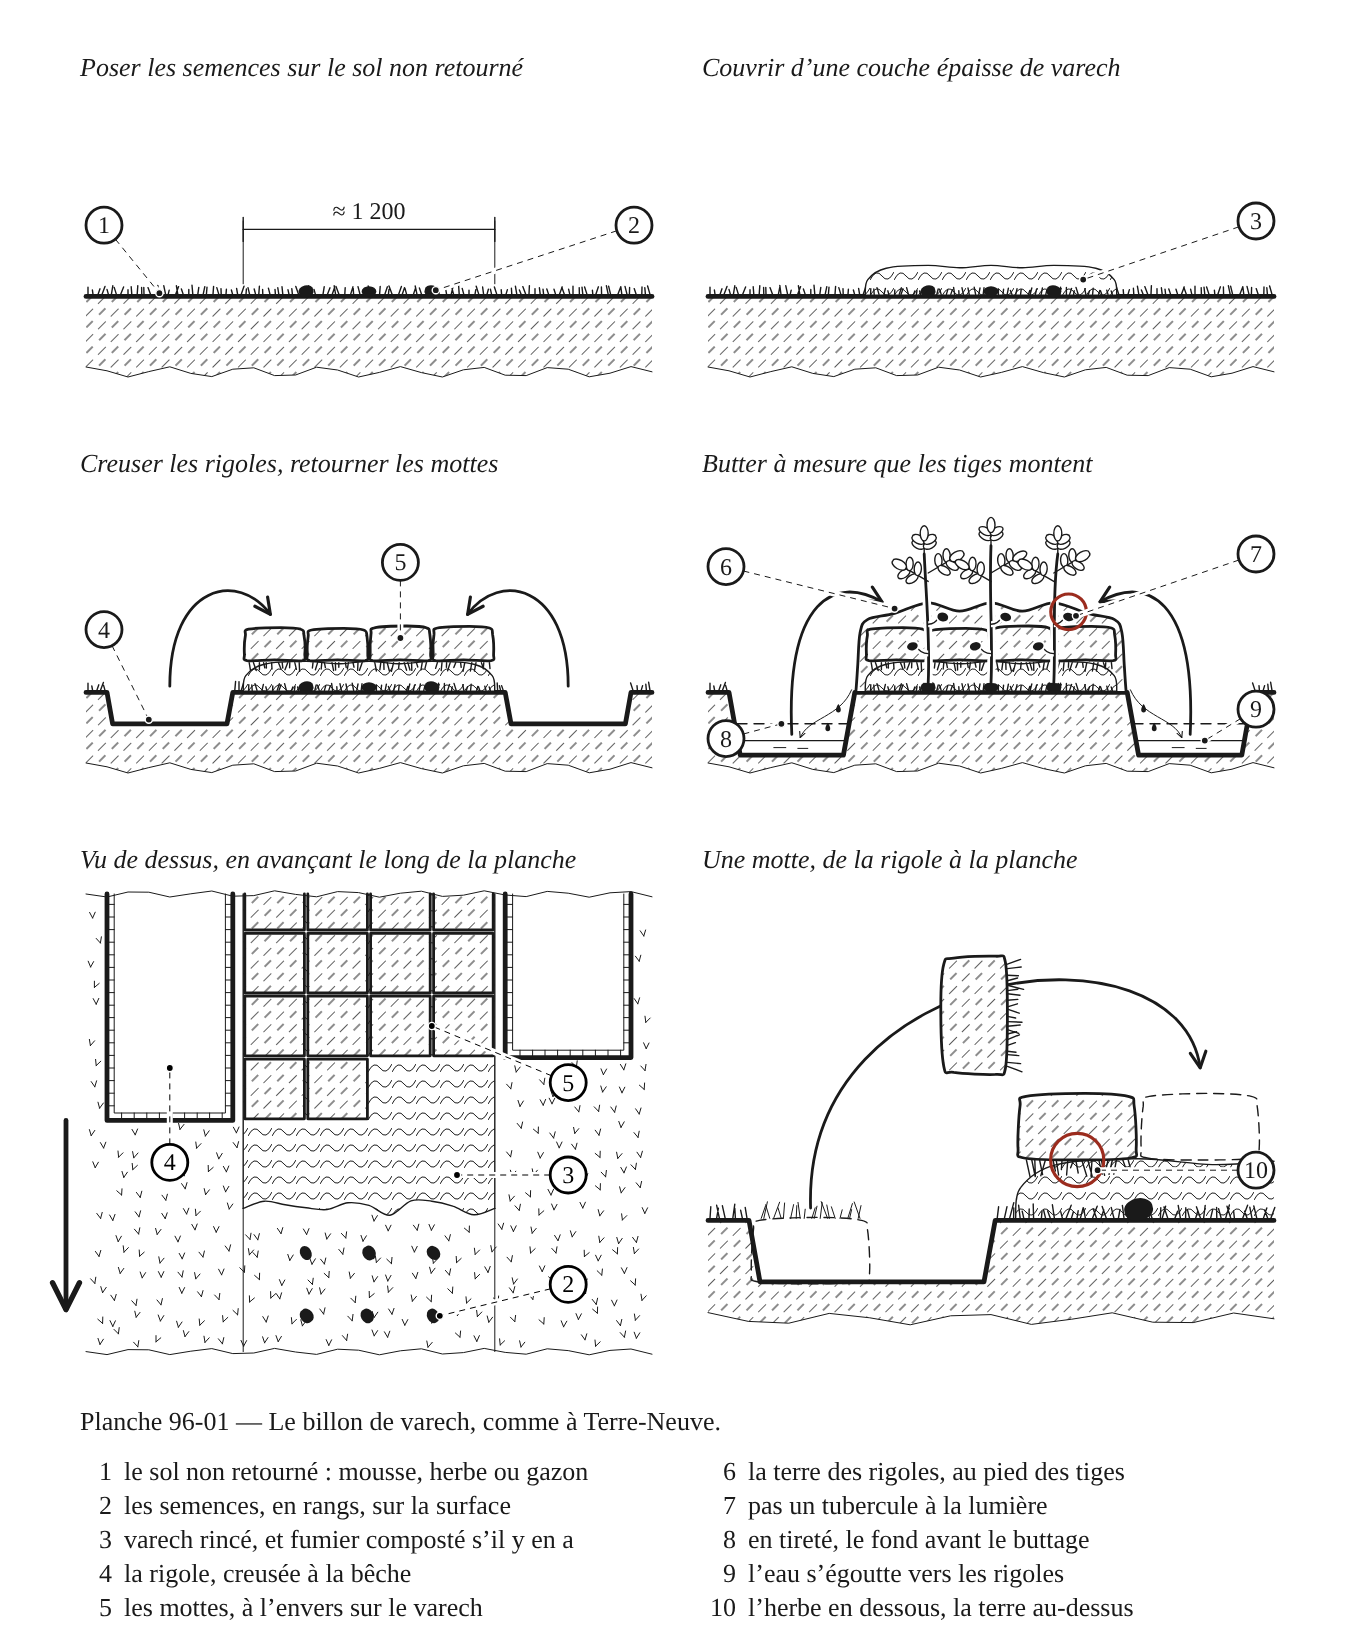 Poser les semences sur le sol non retourné
Couvrir d’une couche épaisse de varech
≈ 1 200
1
2
3
Creuser les rigoles, retourner les mottes
Butter à mesure que les tiges montent
5
4
6
7
8
9
Vu de dessus, en avançant le long de la planche
Une motte, de la rigole à la planche
5
4
3
2
10
Planche 96-01 — Le billon de varech, comme à Terre-Neuve.
1 le sol non retourné : mousse, herbe ou gazon
2 les semences, en rangs, sur la surface
3 varech rincé, et fumier composté s’il y en a
4 la rigole, creusée à la bêche
5 les mottes, à l’envers sur le varech
6 la terre des rigoles, au pied des tiges
7 pas un tubercule à la lumière
8 en tireté, le fond avant le buttage
9 l’eau s’égoutte vers les rigoles
10 l’herbe en dessous, la terre au-dessus